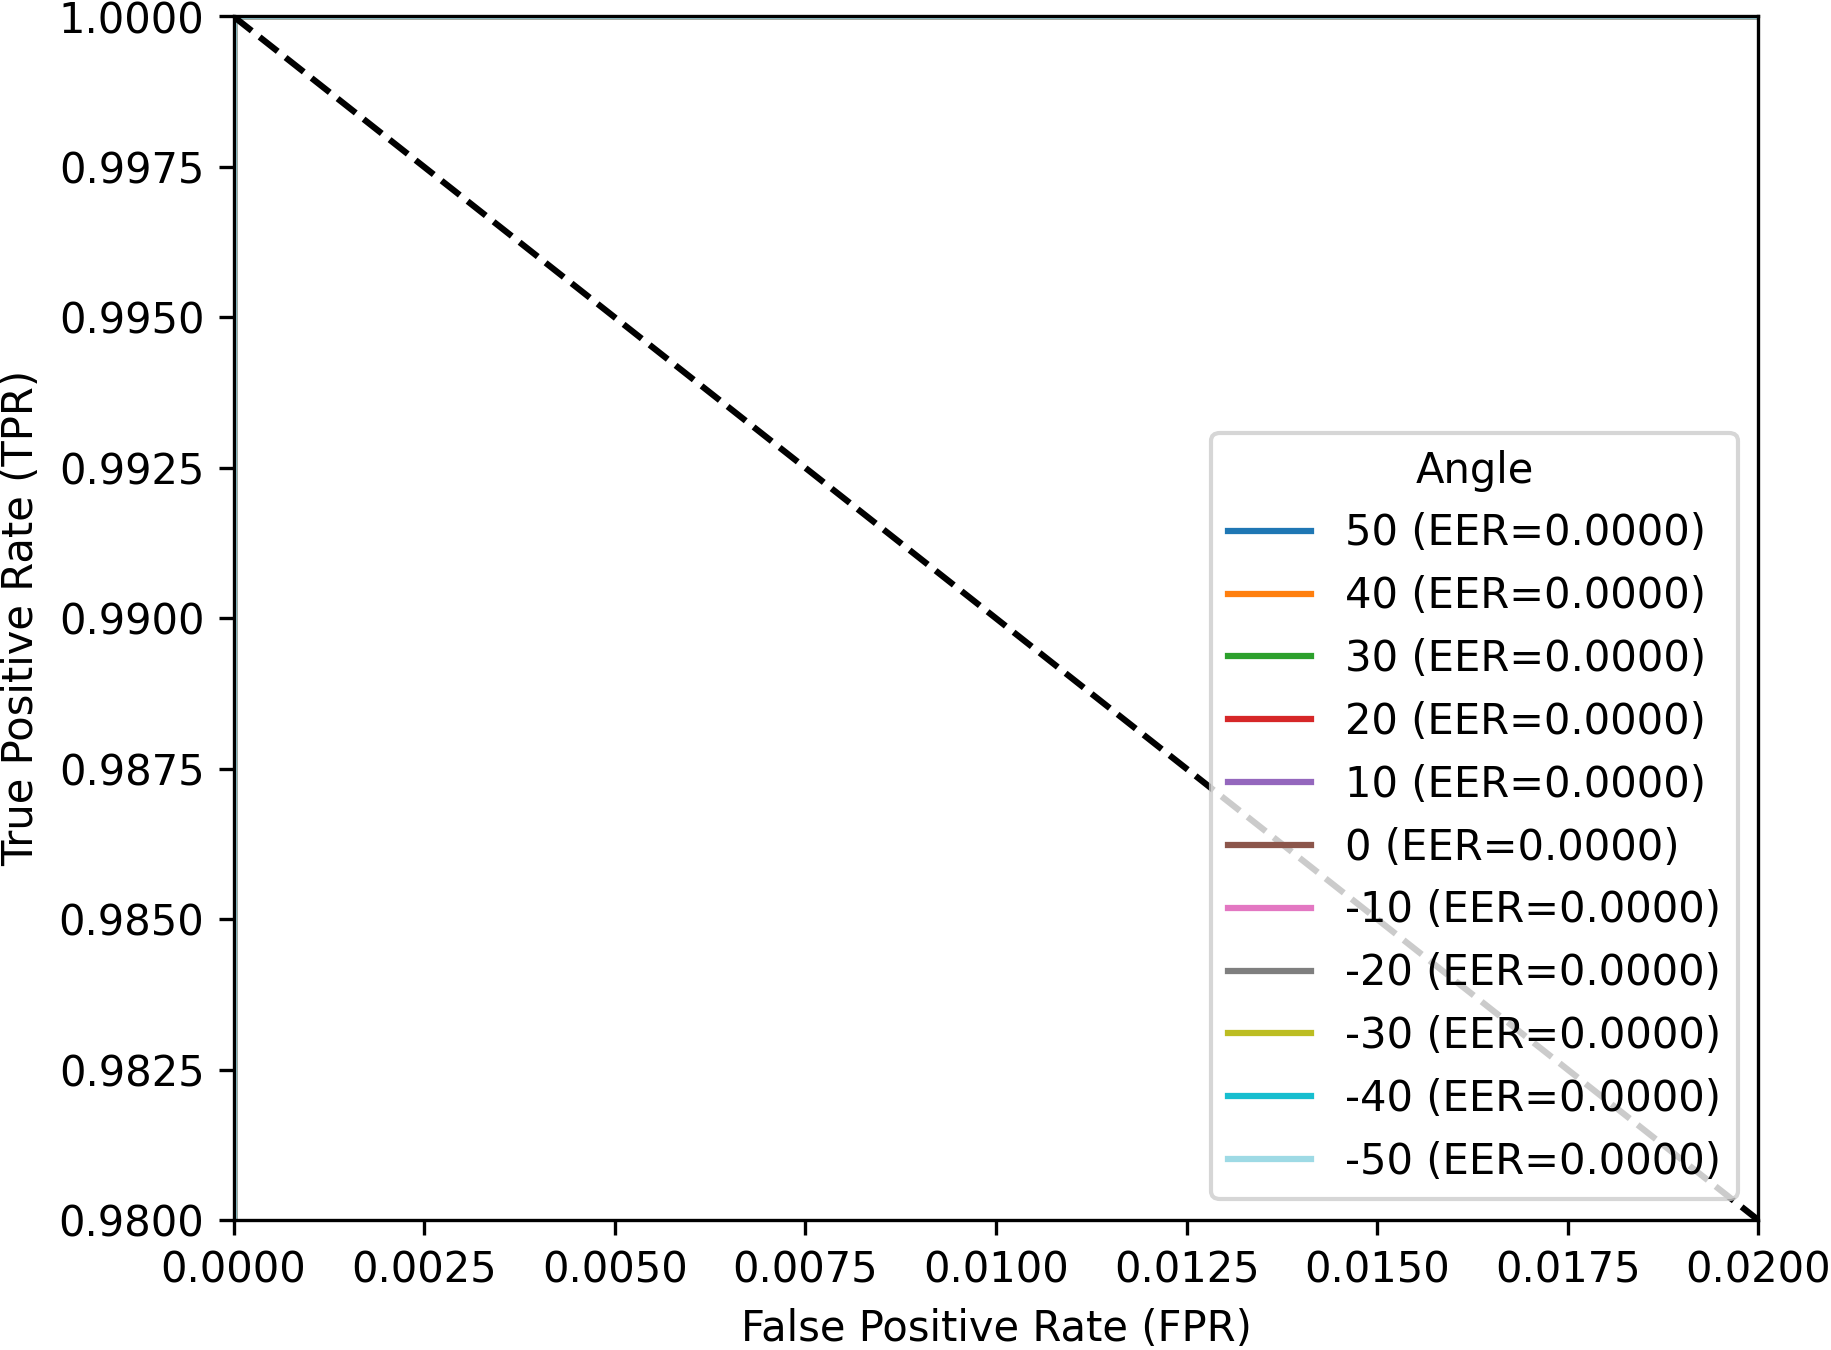 1.0000
0.9975
0.9950
0.9925
0.9900
0.9875
0.9850
0.9825
0.9800
True Positive Rate (TPR)
Angle
50 (EER=0.0000)
40 (EER=0.0000)
30 (EER=0.0000)
20 (EER=0.0000)
10 (EER=0.0000)
0 (EER=0.0000)
-10 (EER=0.0000)
-20 (EER=0.0000)
-30 (EER=0.0000)
-40 (EER=0.0000)
-50 (EER=0.0000)
0.0000 0.0025 0.0050 0.0075 0.0100 0.0125 0.0150 0.0175 0.0200
False Positive Rate (FPR)